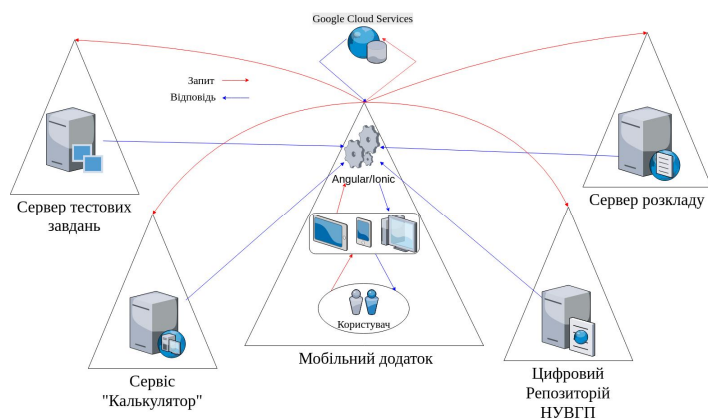 Google Cloud Services
Запит
Відповідь
Angular/Ionic
Сервер тестових
завдань
Сервер розкладу
Користувач
Мобільний додаток
Сервіс
"Калькулятор"
Цифровий
Репозиторій
НУВГП